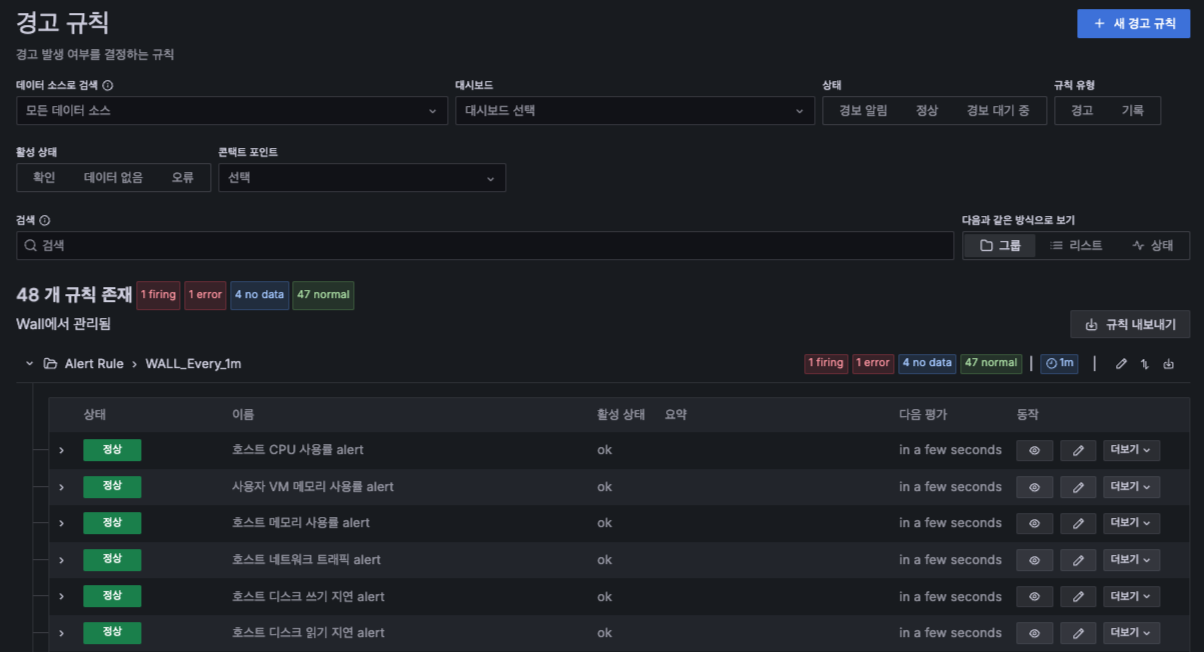 경고 규칙
+ 새 경고 규칙
경고 발생 여부를 결정하는 규칙
데이터 소스로 검색 대시보드 상태 규칙 유형
모든 데이터 소스 대시보드 선택 경보 알림 정상 경보 대기 중 경고 기록
활성 상태 콘택트 포인트
확인 데이터 없음 오류 선택
검색 다음과 같은 방식으로 보기
검색 그룹 리스트 상태
48 개 규칙 존재 1 firing 1 error 4 no data 47 normal
Wall에서 관리됨 규칙 내보내기
Alert Rule > WALL_Every_1m 1 firing 1 error 4 no data 47 normal | 1m |
상태 이름 활성 상태 요약 다음 평가 동작
정상 호스트 CPU 사용률 alert ok in a few seconds 더보기
정상 사용자 VM 메모리 사용률 alert ok in a few seconds 더보기
정상 호스트 메모리 사용률 alert ok in a few seconds 더보기
정상 호스트 네트워크 트래픽 alert ok in a few seconds 더보기
정상 호스트 디스크 쓰기 지연 alert ok in a few seconds 더보기
정상 호스트 디스크 읽기 지연 alert ok in a few seconds 더보기